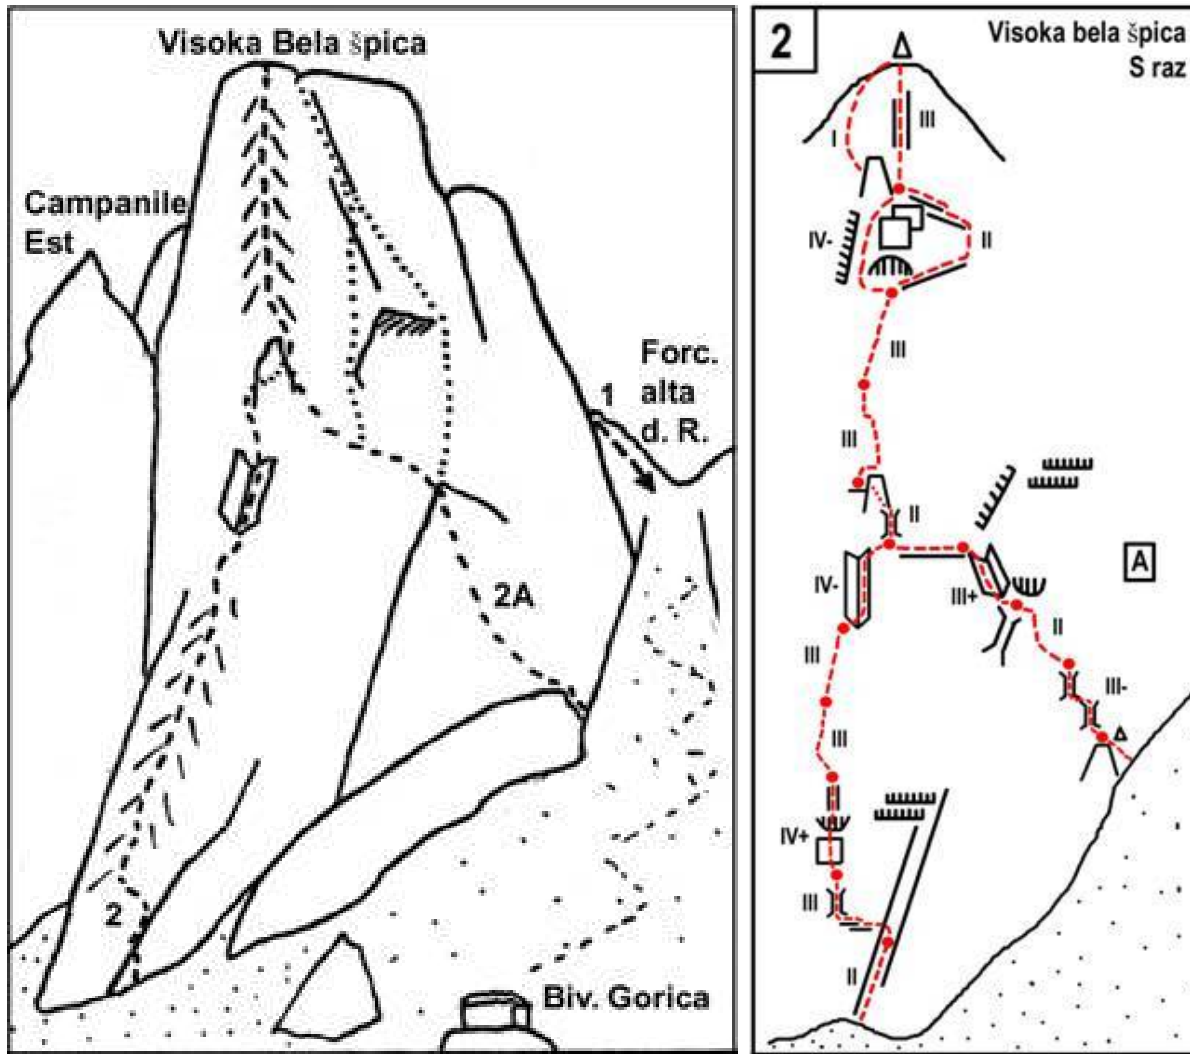 Visoka Bela špica
Campanile
Est
Forc.
alta
d. R.
1
2A
2
Biv. Gorica
2
Visoka bela špica
S raz
III
I
IV-
II
III
III
II
A
IV-
III+
II
III
III-
III
IV+
III
II